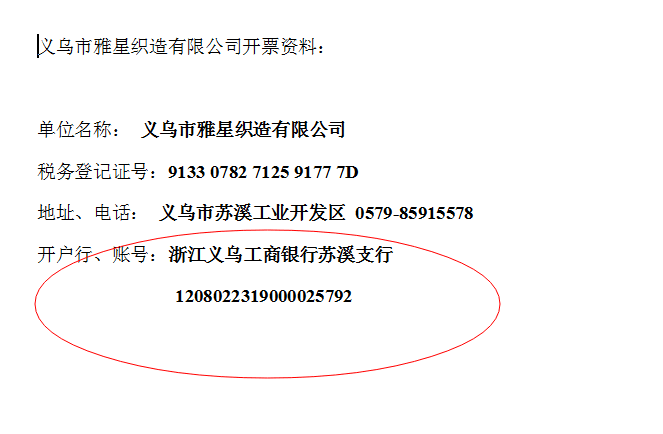 义乌市雅星织造有限公司开票资料：
单位名称： 义乌市雅星织造有限公司
税务登记证号：9133 0782 7125 9177 7D
地址、电话： 义乌市苏溪工业开发区 0579-85915578
开户行、账号：浙江义乌工商银行苏溪支行
1208022319000025792